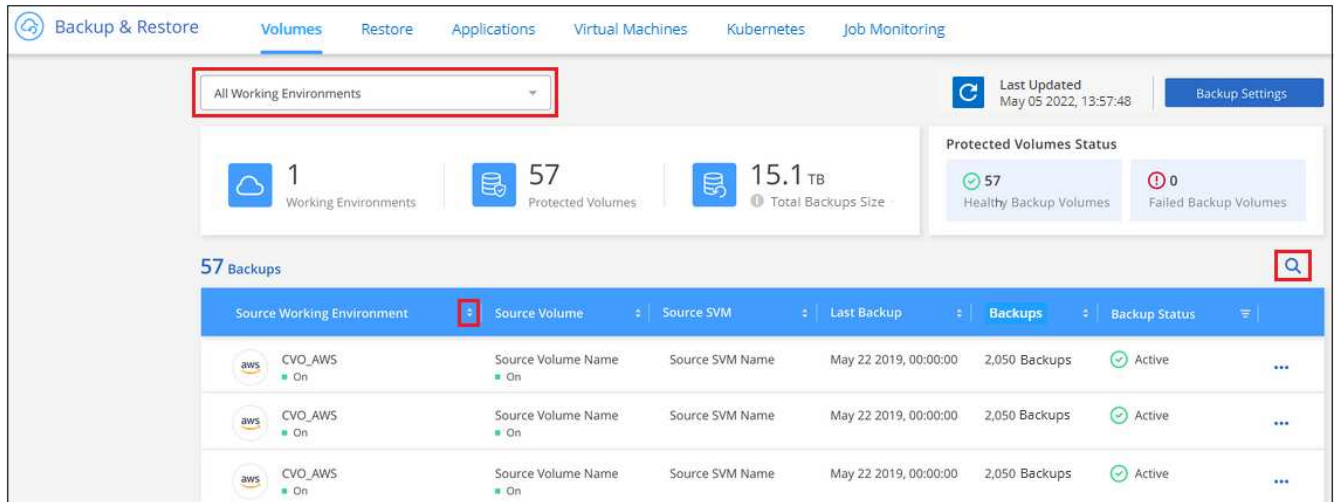 Backup & Restore Volumes Restore Applications Virtual Machines Kubernetes Job Monitoring
All Working Environments
Last Updated
May 05 2022, 13:57:48
Backup Settings
1
Working Environments
57
Protected Volumes
15.1 TB
Total Backups Size
Protected Volumes Status
57
Healthy Backup Volumes
0
Failed Backup Volumes
57 Backups
Source Working Environment Source Volume Source SVM Last Backup Backups Backup Status
aws CVO_AWS Source Volume Name Source SVM Name May 22 2019, 00:00:00 2,050 Backups Active
On On
aws CVO_AWS Source Volume Name Source SVM Name May 22 2019, 00:00:00 2,050 Backups Active
On On
aws CVO_AWS Source Volume Name Source SVM Name May 22 2019, 00:00:00 2,050 Backups Active
On On